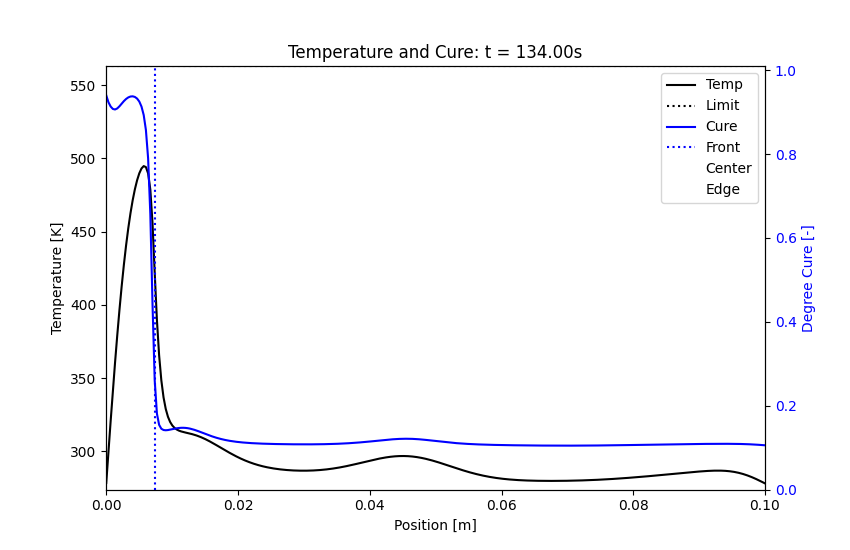 Temperature and Cure: t = 134.00s
550
500
450
400
350
300
Temperature [K]
1.0
0.8
0.6
0.4
0.2
0.0
Degree Cure [-]
Temp
Limit
Cure
Front
Center
Edge
0.00
0.02
0.04
0.06
0.08
0.10
Position [m]